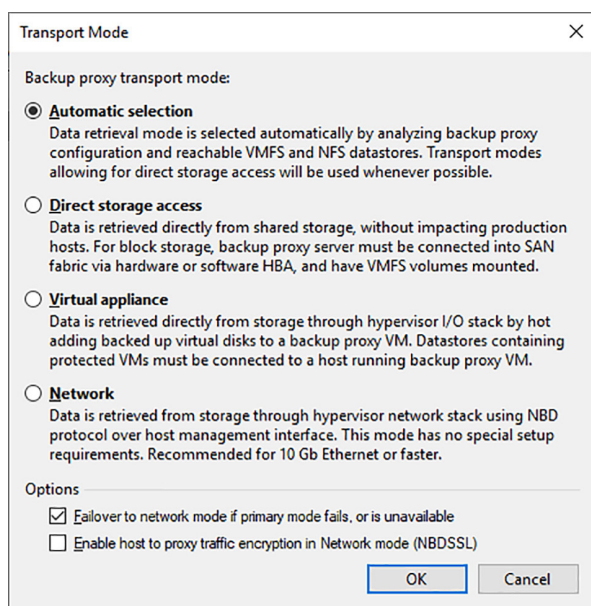 Transport Mode
Backup proxy transport mode:
Automatic selection
Data retrieval mode is selected automatically by analyzing backup proxy
configuration and reachable VMFS and NFS datastores. Transport modes
allowing for direct storage access will be used whenever possible.
Direct storage access
Data is retrieved directly from shared storage, without impacting production
hosts. For block storage, backup proxy server must be connected into SAN
fabric via hardware or software HBA, and have VMFS volumes mounted.
Virtual appliance
Data is retrieved directly from storage through hypervisor I/O stack by hot
adding backed up virtual disks to a backup proxy VM. Datastores containing
protected VMs must be connected to a host running backup proxy VM.
Network
Data is retrieved from storage through hypervisor network stack using NBD
protocol over host management interface. This mode has no special setup
requirements. Recommended for 10 Gb Ethernet or faster.
Options
Failover to network mode if primary mode fails, or is unavailable
Enable host to proxy traffic encryption in Network mode (NBDSSL)
OK Cancel